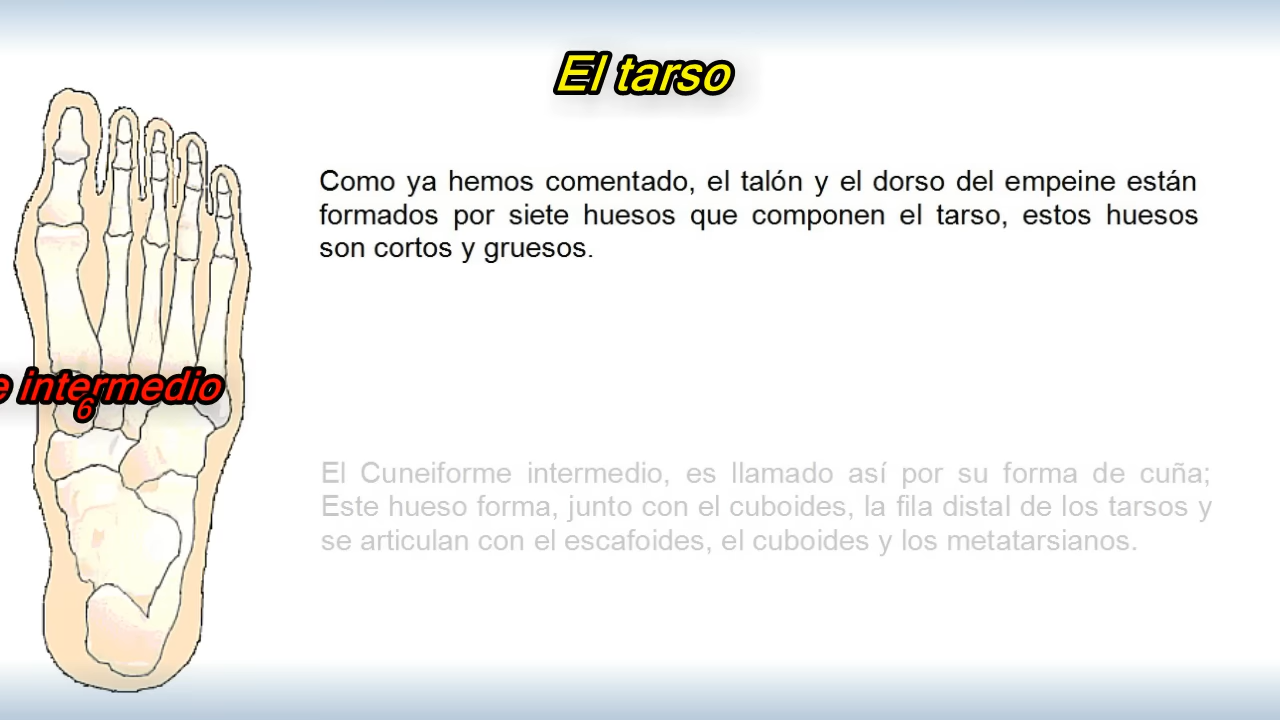 El tarso
Como ya hemos comentado, el talón y el dorso del empeine están
formados por siete huesos que componen el tarso, estos huesos
son cortos y gruesos.
e intermedio
6
El Cuneiforme intermedio, es llamado así por su forma de cuña;
Este hueso forma, junto con el cuboides, la fila distal de los tarsos y
se articulan con el escafoides, el cuboides y los metatarsianos.